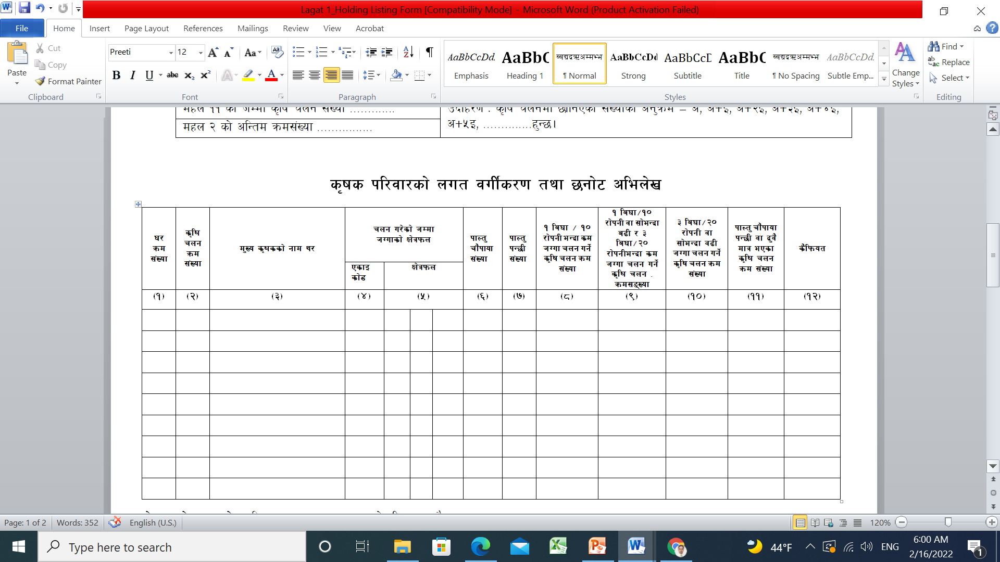 Lagat 1_Holding Listing Form [Compatibility Mode] - Microsoft Word (Product Activation Failed)
File Home Insert Page Layout References Mailings Review View Acrobat
Paste
Cut
Copy
Format Painter
Clipboard
Preeti 12
Font
Paragraph
AaBbCcDd. AaBbC ब्बद्यदऋअम्मभ्भ AaBbCcDd AaBbCcD AaBbC ब्बद्यदऋअम्मभ्भ AaBbCcDd.
Emphasis Heading 1 ¶ Normal Strong Subtitle Title ¶ No Spacing Subtle Emp...
Change Styles
Styles
Find
Replace
Select
Editing
महल ११ को जम्मा कृषि चलन संख्या .............
महल २ को अन्तिम क्रमसंख्या ................
उदाहरण : कृषि चलनमा छानिएको संख्याको अनुक्रम = अ, अ+इ, अ+२इ, अ+३इ, अ+४इ,
अ+५इ, ..............हुन्छ।
कृषक परिवारको लगत वर्गीकरण तथा छनोट अभिलेख
घर
क्रम
संख्या
कृषि
चलन
क्रम
संख्या
मुख्य कृषकको नाम थर
चलन गरेको जम्मा
जग्गाको क्षेत्रफल
एकाइ
कोड
क्षेत्रफल
पाल्तु
चौपाया
संख्या
पाल्तु
पन्छी
संख्या
१ बिघा / १०
रोपनीभन्दा कम
जग्गा चलन गर्ने
कृषि चलन क्रम
संख्या
१ बिघा/१०
रोपनी वा सोभन्दा
बढी र ३
बिघा/२०
रोपनीभन्दा कम
जग्गा चलन गर्ने
कृषि चलन .
क्रमसङ्ख्या
३ बिघा/२०
रोपनी वा
सोभन्दा बढी
जग्गा चलन गर्ने
कृषि चलन क्रम
संख्या
पाल्तु चौपाया
पन्छी वा दुवै
मात्र भएका
कृषि चलन
क्रम संख्या
कैफियत
(१) (२) (३) (४) (५) (६) (७) (८) (९) (१०) (११) (१२)
Page: 1 of 2 Words: 352 English (U.S.) 120%
Type here to search
44°F ENG
6:00 AM
2/16/2022
1